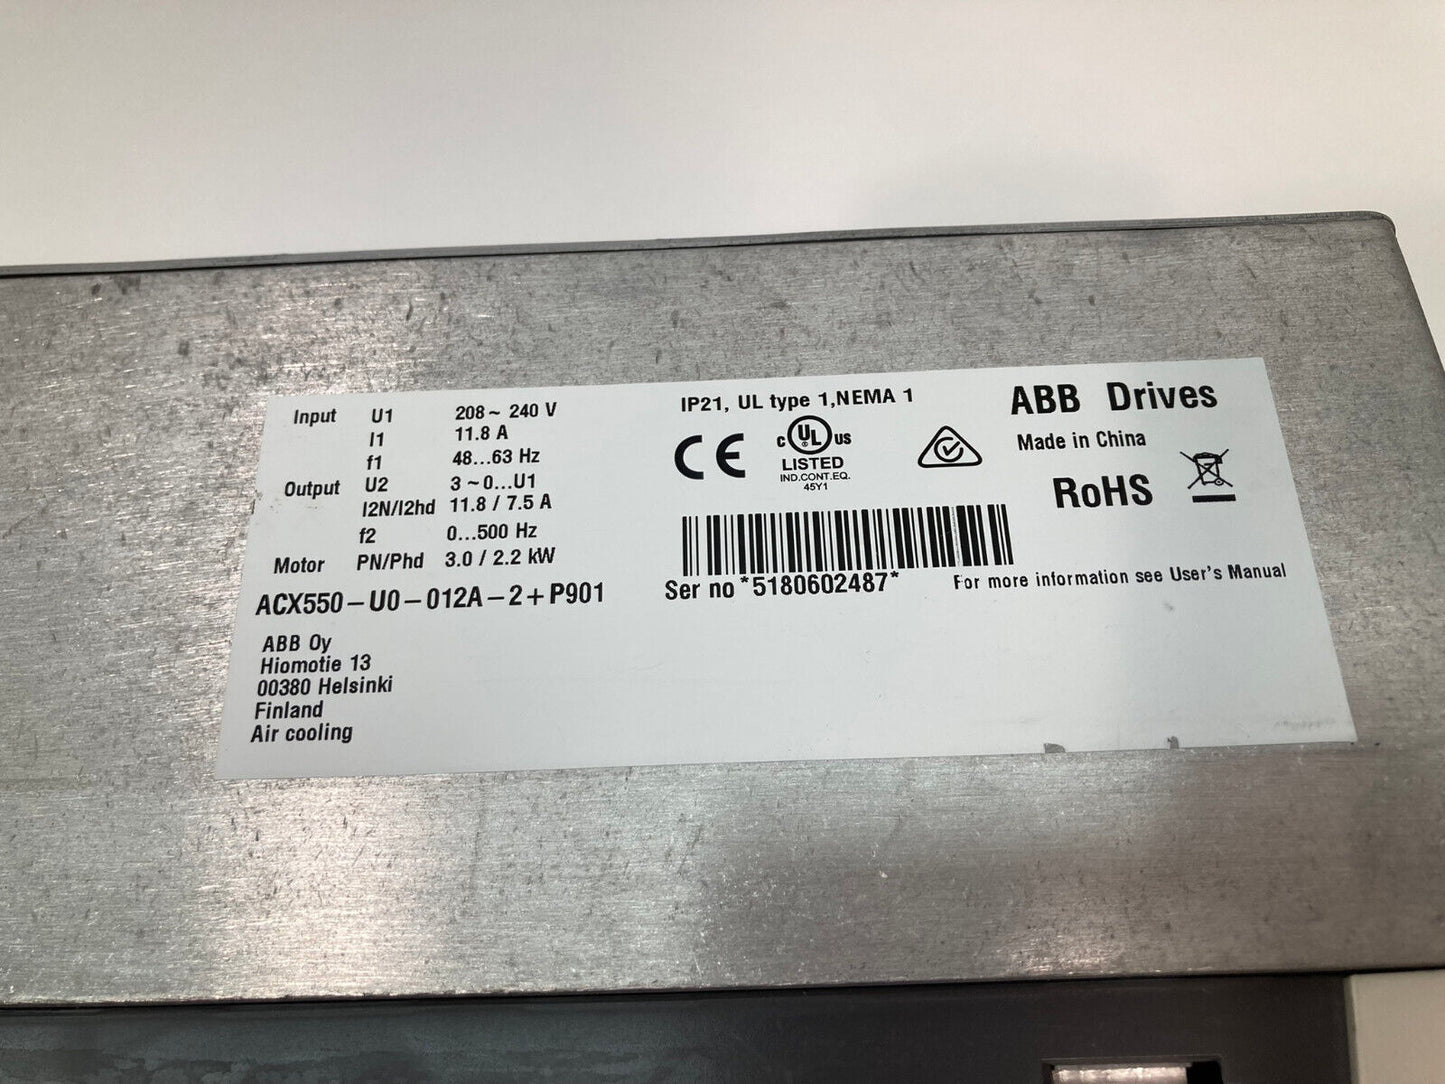 Input U1 208~ 240 V
I1 11.8 A
f1 48...63 Hz
Output U2 3 ~0...U1
I2N/I2hd 11.8 / 7.5 A
f2 0...500 Hz
Motor PN/Phd 3.0 / 2.2 kW
ACX550-U0-012A-2+P901
ABB Oy
Hiomotie 13
00380 Helsinki
Finland
Air cooling
IP21, UL type 1,NEMA 1
CE
c UL US
LISTED
IND.CONT.EQ.
45Y1
Ser no *5180602487*
ABB Drives
Made in China
RoHS
For more information see User's Manual